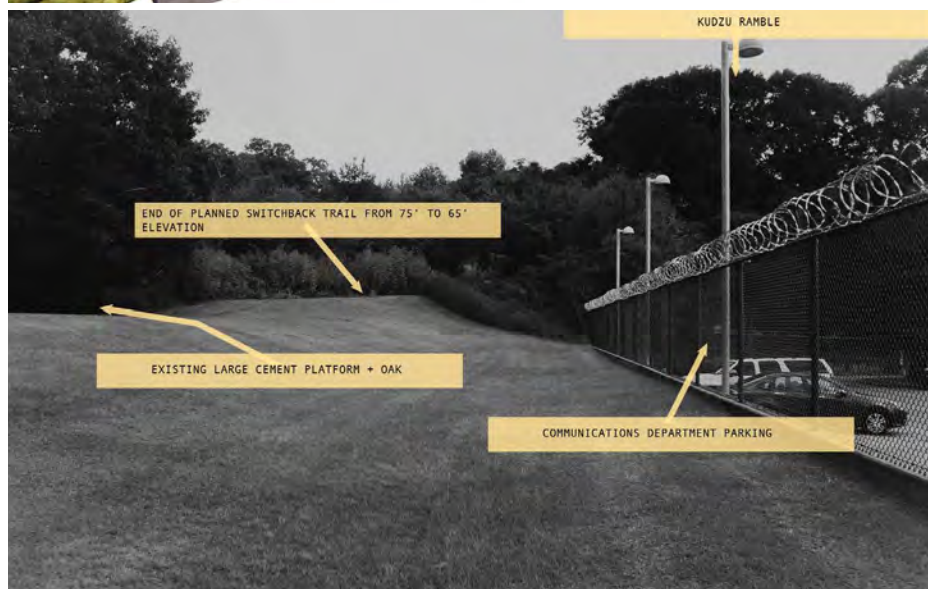 KUDZU RAMBLE
END OF PLANNED SWITCHBACK TRAIL FROM 75' TO 65'
ELEVATION
EXISTING LARGE CEMENT PLATFORM + OAK
COMMUNICATIONS DEPARTMENT PARKING